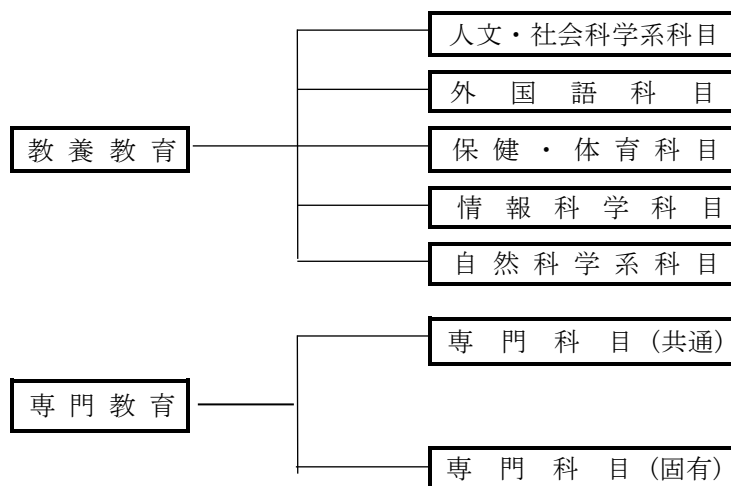 人文・社会科学系科目
外国語科目
教養教育
保健・体育科目
情報科学科目
自然科学系科目
専門科目(共通)
専門教育
専門科目(固有)